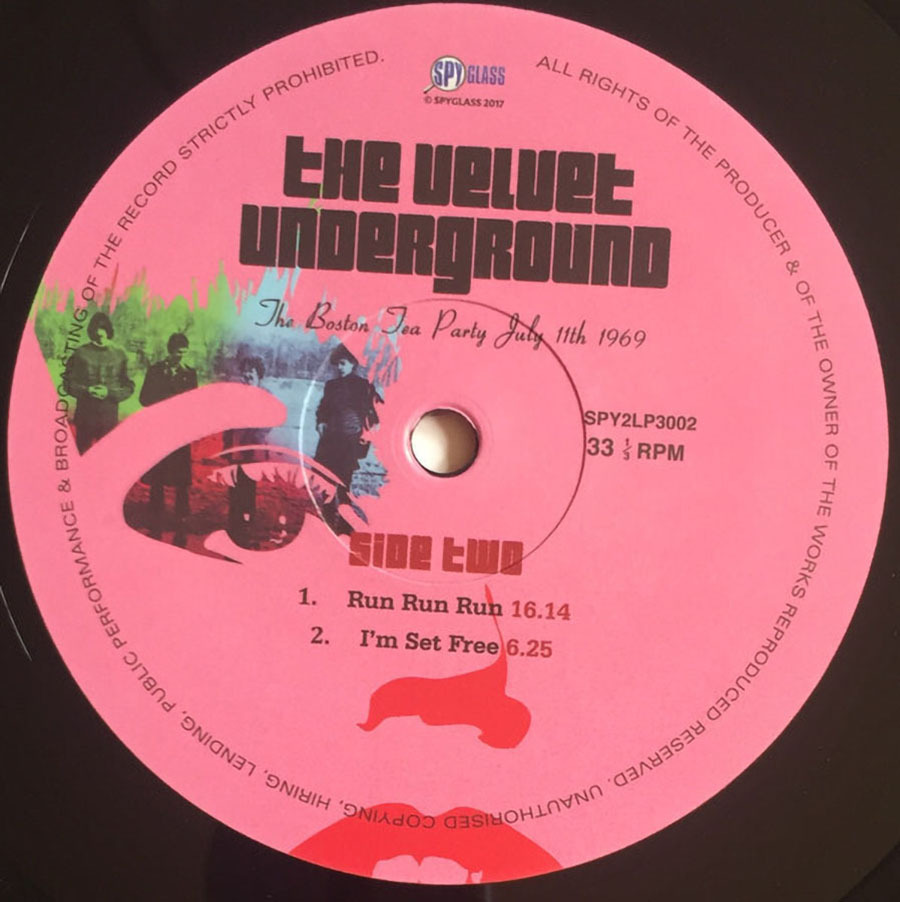 SPYGLASS
© SPYGLASS 2017
THE VELVET
UNDERGROUND
The Boston Tea Party July 11th 1969
SPY2LP3002
33 ⅓ RPM
SIDE TWO
1. Run Run Run 16.14
2. I'm Set Free 6.25
ALL RIGHTS OF THE PRODUCER & OF THE OWNER OF THE WORKS REPRODUCED RESERVED. UNAUTHORISED COPYING, HIRING, LENDING, PUBLIC PERFORMANCE & BROADCASTING OF THE RECORD STRICTLY PROHIBITED.